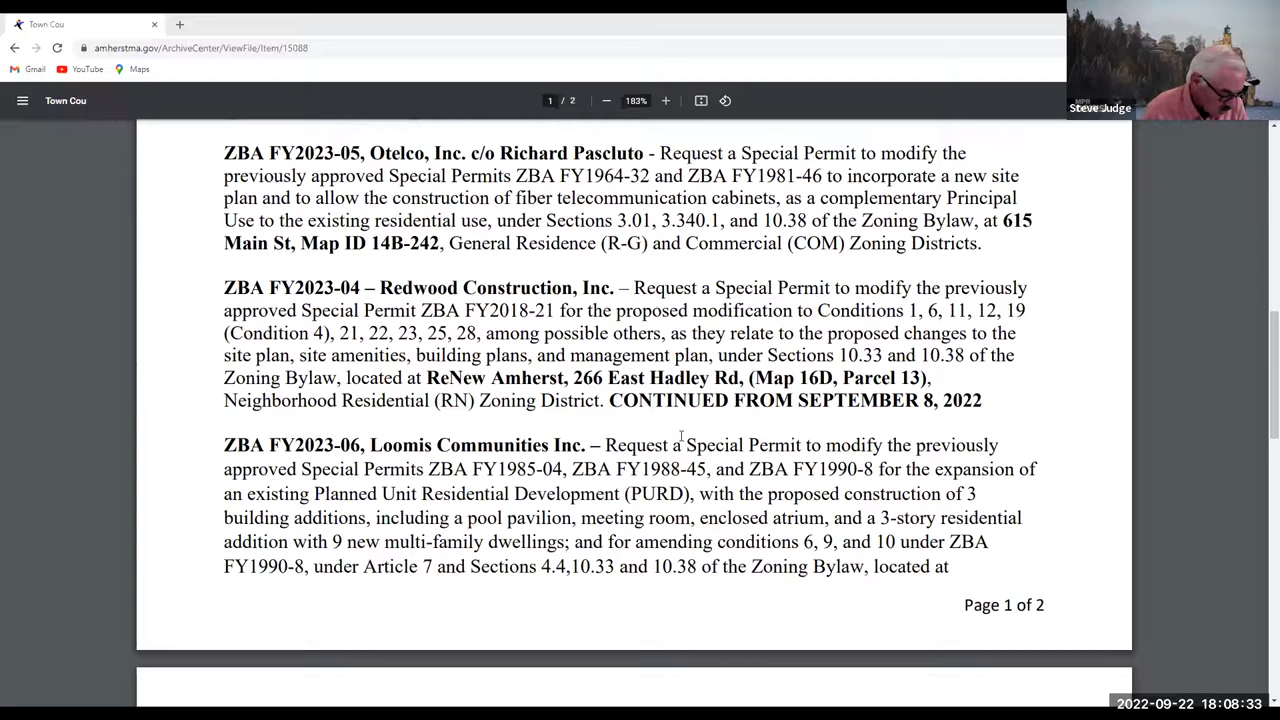 Town Cou
amherstma.gov/ArchiveCenter/ViewFile/Item/15088
Gmail YouTube Maps
Town Cou
1 / 2
183%
Steve Judge
ZBA FY2023-05, Otelco, Inc. c/o Richard Pascluto - Request a Special Permit to modify the
previously approved Special Permits ZBA FY1964-32 and ZBA FY1981-46 to incorporate a new site
plan and to allow the construction of fiber telecommunication cabinets, as a complementary Principal
Use to the existing residential use, under Sections 3.01, 3.340.1, and 10.38 of the Zoning Bylaw, at 615
Main St, Map ID 14B-242, General Residence (R-G) and Commercial (COM) Zoning Districts.
ZBA FY2023-04 – Redwood Construction, Inc. – Request a Special Permit to modify the previously
approved Special Permit ZBA FY2018-21 for the proposed modification to Conditions 1, 6, 11, 12, 19
(Condition 4), 21, 22, 23, 25, 28, among possible others, as they relate to the proposed changes to the
site plan, site amenities, building plans, and management plan, under Sections 10.33 and 10.38 of the
Zoning Bylaw, located at ReNew Amherst, 266 East Hadley Rd, (Map 16D, Parcel 13),
Neighborhood Residential (RN) Zoning District. CONTINUED FROM SEPTEMBER 8, 2022
ZBA FY2023-06, Loomis Communities Inc. – Request a Special Permit to modify the previously
approved Special Permits ZBA FY1985-04, ZBA FY1988-45, and ZBA FY1990-8 for the expansion of
an existing Planned Unit Residential Development (PURD), with the proposed construction of 3
building additions, including a pool pavilion, meeting room, enclosed atrium, and a 3-story residential
addition with 9 new multi-family dwellings; and for amending conditions 6, 9, and 10 under ZBA
FY1990-8, under Article 7 and Sections 4.4,10.33 and 10.38 of the Zoning Bylaw, located at
Page 1 of 2
2022-09-22 18:08:33